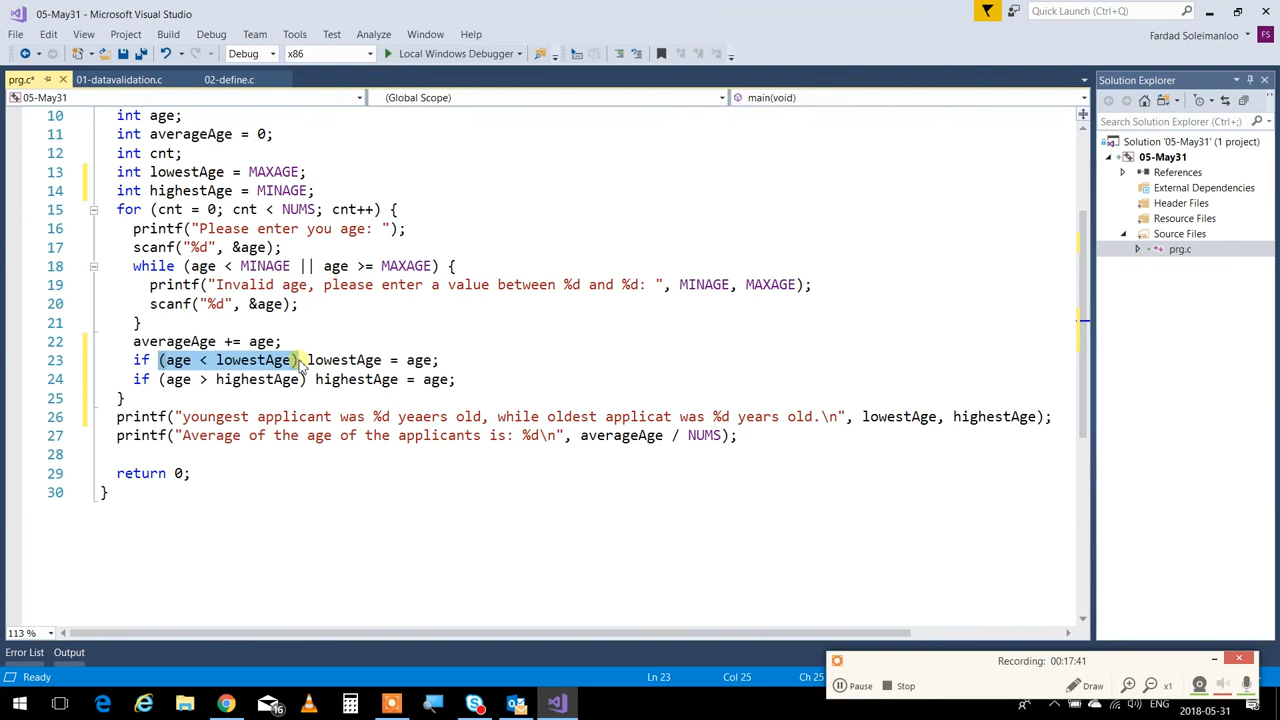 05-May31 - Microsoft Visual Studio
Quick Launch (Ctrl+;)
File Edit View Project Build Debug Team Tools Test Analyze Window Help
Fardad Soleimanloo FS
Debug x86 Local Windows Debugger
prg.c* 01-datavalidation.c 02-define.c
Solution Explorer
05-May31 (Global Scope) main(void)
Search Solution Explorer (Ctrl+;)
Solution '05-May31' (1 project)
05-May31
References
External Dependencies
Header Files
Resource Files
Source Files
prg.c
10 int age;
11 int averageAge = 0;
12 int cnt;
13 int lowestAge = MAXAGE;
14 int highestAge = MINAGE;
15 for (cnt = 0; cnt < NUMS; cnt++) {
16 printf("Please enter you age: ");
17 scanf("%d", &age);
18 while (age < MINAGE || age >= MAXAGE) {
19 printf("Invalid age, please enter a value between %d and %d: ", MINAGE, MAXAGE);
20 scanf("%d", &age);
21 }
22 averageAge += age;
23 if (age < lowestAge) lowestAge = age;
24 if (age > highestAge) highestAge = age;
25 }
26 printf("youngest applicant was %d yeaers old, while oldest applicat was %d years old.\n", lowestAge, highestAge);
27 printf("Average of the age of the applicants is: %d\n", averageAge / NUMS);
28
29 return 0;
30 }
113 %
Error List Output
Ready Ln 23 Col 25 Ch 25
Recording: 00:17:41
Pause Stop Draw x1
16
2018-05-31